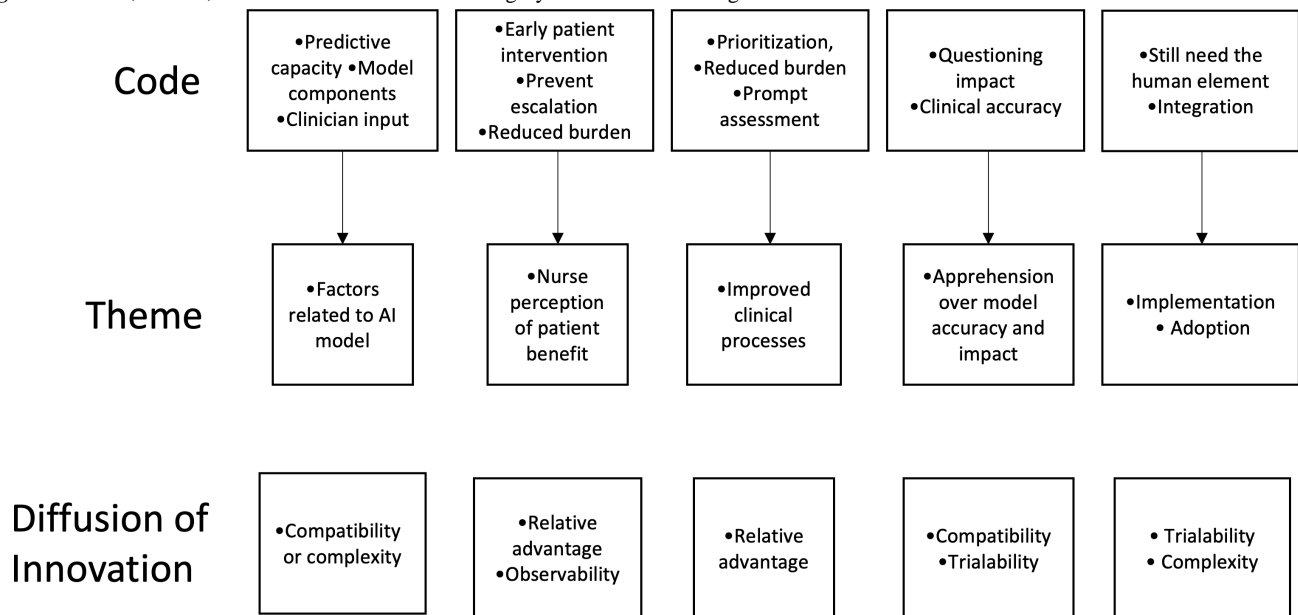 Code
•Predictive
capacity •Model
components
•Clinician input
•Early patient
intervention
•Prevent
escalation
•Reduced burden
•Prioritization,
•Reduced burden
•Prompt
assessment
•Questioning
impact
•Clinical accuracy
•Still need the
human element
•Integration
Theme
•Factors
related to AI
model
•Nurse
perception
of patient
benefit
•Improved
clinical
processes
•Apprehension
over model
accuracy and
impact
•Implementation
• Adoption
Diffusion of
Innovation
•Compatibility
or complexity
•Relative
advantage
•Observability
•Relative
advantage
•Compatibility
•Trialability
• Trialability
• Complexity